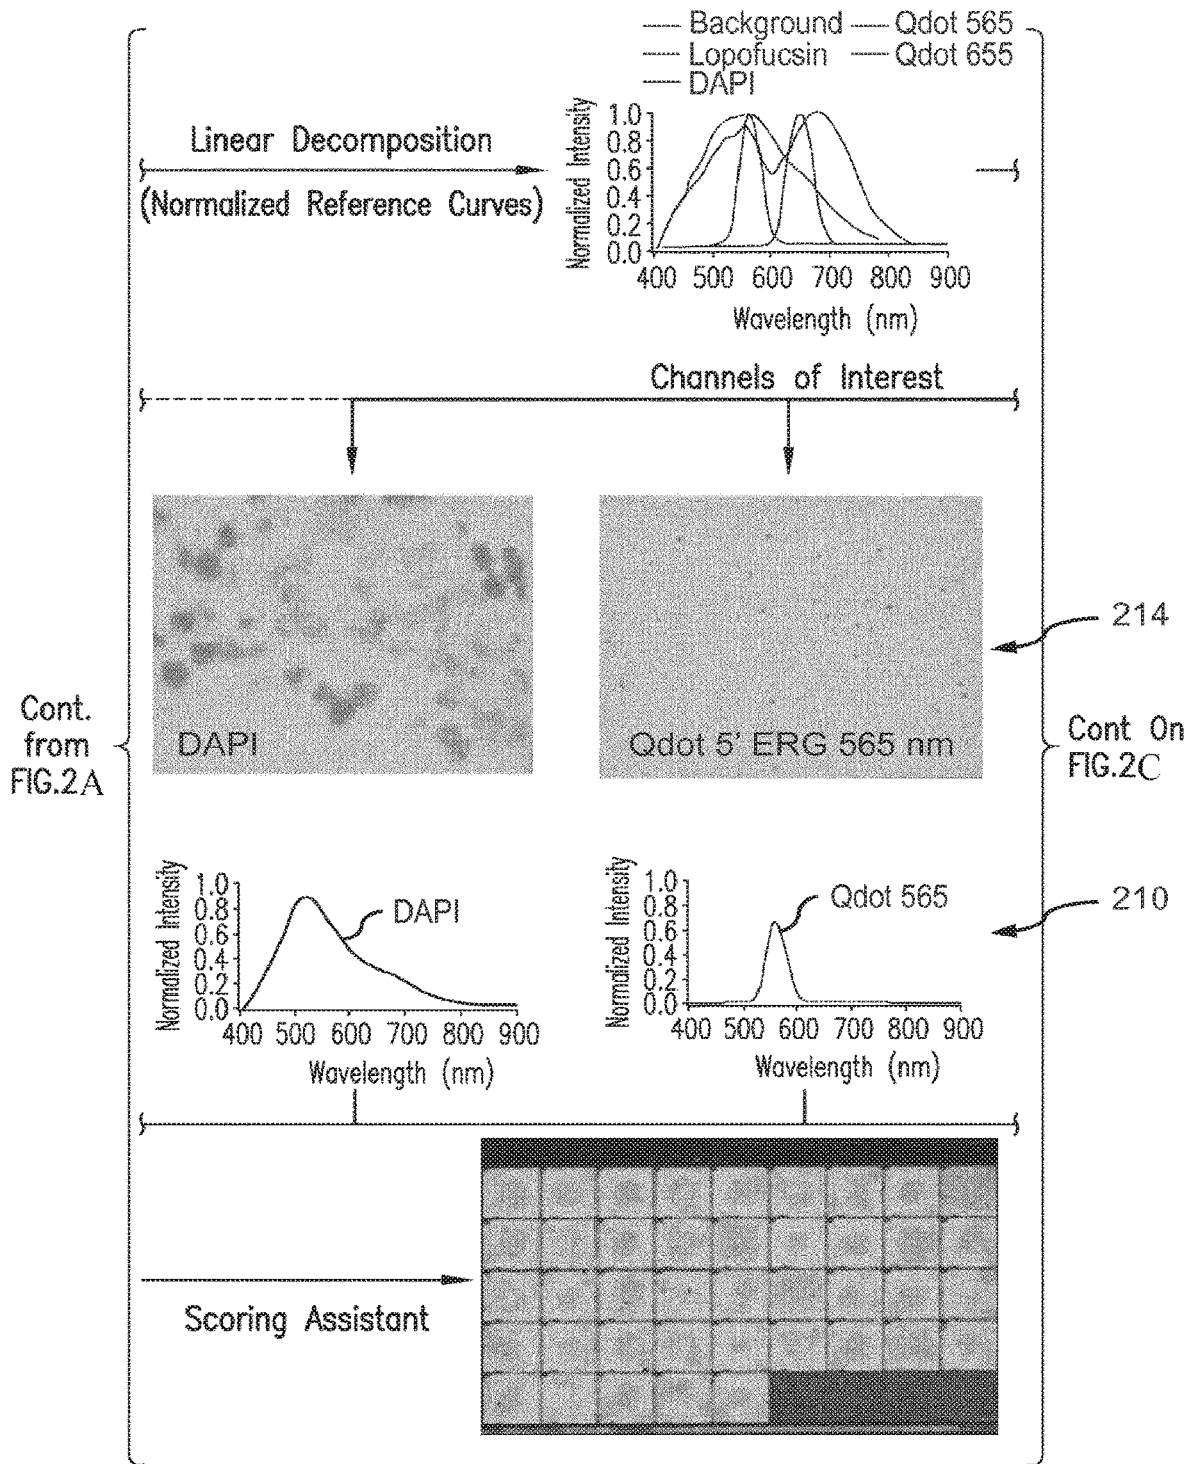 Background
Qdot 565
Lopofucsin
Qdot 655
DAPI
Linear Decomposition
(Normalized Reference Curves)
Normalized Intensity
1.0
0.8
0.6
0.4
0.2
0.0
400 500 600 700 800 900
Wavelength (nm)
Channels of Interest
DAPI
Qdot 5' ERG 565 nm
214
Cont.
from
FIG.2A
Cont On
FIG.2C
Normalized Intensity
1.0
0.8
0.6
0.4
0.2
0.0
DAPI
400 500 600 700 800 900
Wavelength (nm)
Normalized Intensity
1.0
0.8
0.6
0.4
0.2
0.0
Qdot 565
400 500 600 700 800 900
Wavelength (nm)
210
Scoring Assistant